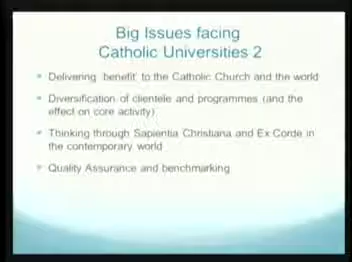 Big Issues facing
Catholic Universities 2
Delivering 'benefit' to the Catholic Church and the world
Diversification of clientele and programmes (and the
effect on core activity)
Thinking through Sapientia Christiana and Ex Corde in
the contemporary world
Quality Assurance and benchmarking